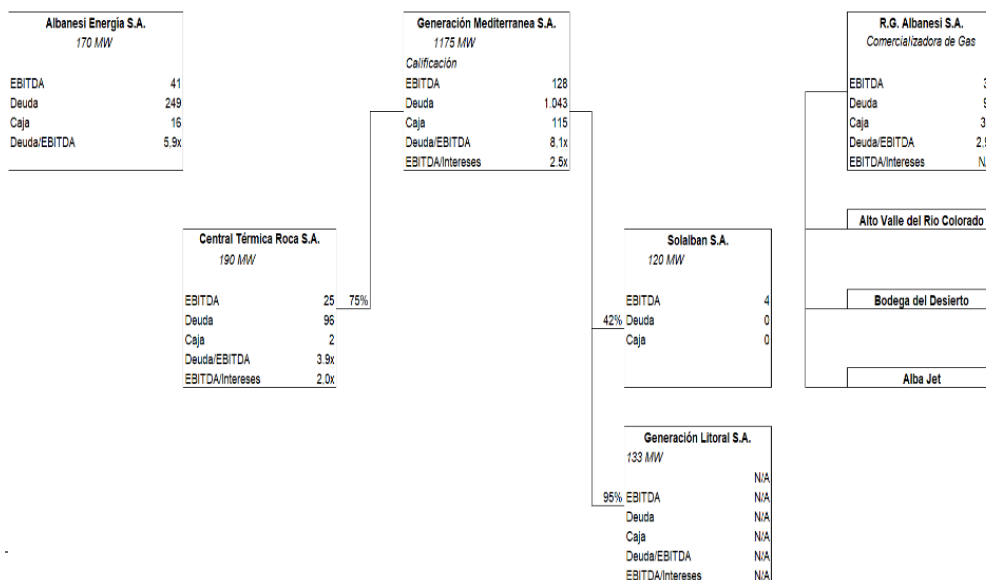 Albanesi Energía S.A.
170 MW
EBITDA 41
Deuda 249
Caja 16
Deuda/EBITDA 5,9x
Generación Mediterranea S.A.
1175 MW
Calificación
EBITDA 128
Deuda 1.043
Caja 115
Deuda/EBITDA 8,1x
EBITDA/Intereses 2.5x
R.G. Albanesi S.A.
Comercializadora de Gas
EBITDA
Deuda
Caja
Deuda/EBITDA
EBITDA/Intereses
Alto Valle del Rio Colorado
Bodega del Desierto
Alba Jet
Central Térmica Roca S.A.
190 MW
EBITDA 25
75%
Deuda 96
Caja 2
Deuda/EBITDA 3.9x
EBITDA/Intereses 2,0x
Solalban S.A.
120 MW
EBITDA 4
42%
Deuda 0
Caja 0
Generación Litoral S.A.
133 MW
N/A
95%
EBITDA N/A
Deuda N/A
Caja N/A
Deuda/EBITDA N/A
EBITDA/Intereses N/A